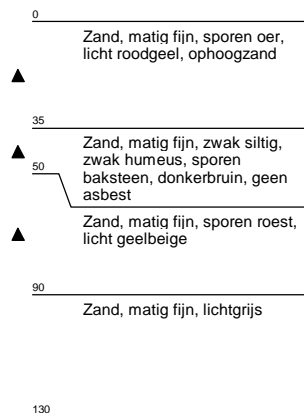 0
Zand, matig fijn, sporen oer,
licht roodgeel, ophoogzand
35
Zand, matig fijn, zwak siltig,
zwak humeus, sporen
baksteen, donkerbruin, geen
asbest
50
Zand, matig fijn, sporen roest,
licht geelbeige
90
Zand, matig fijn, lichtgrijs
130